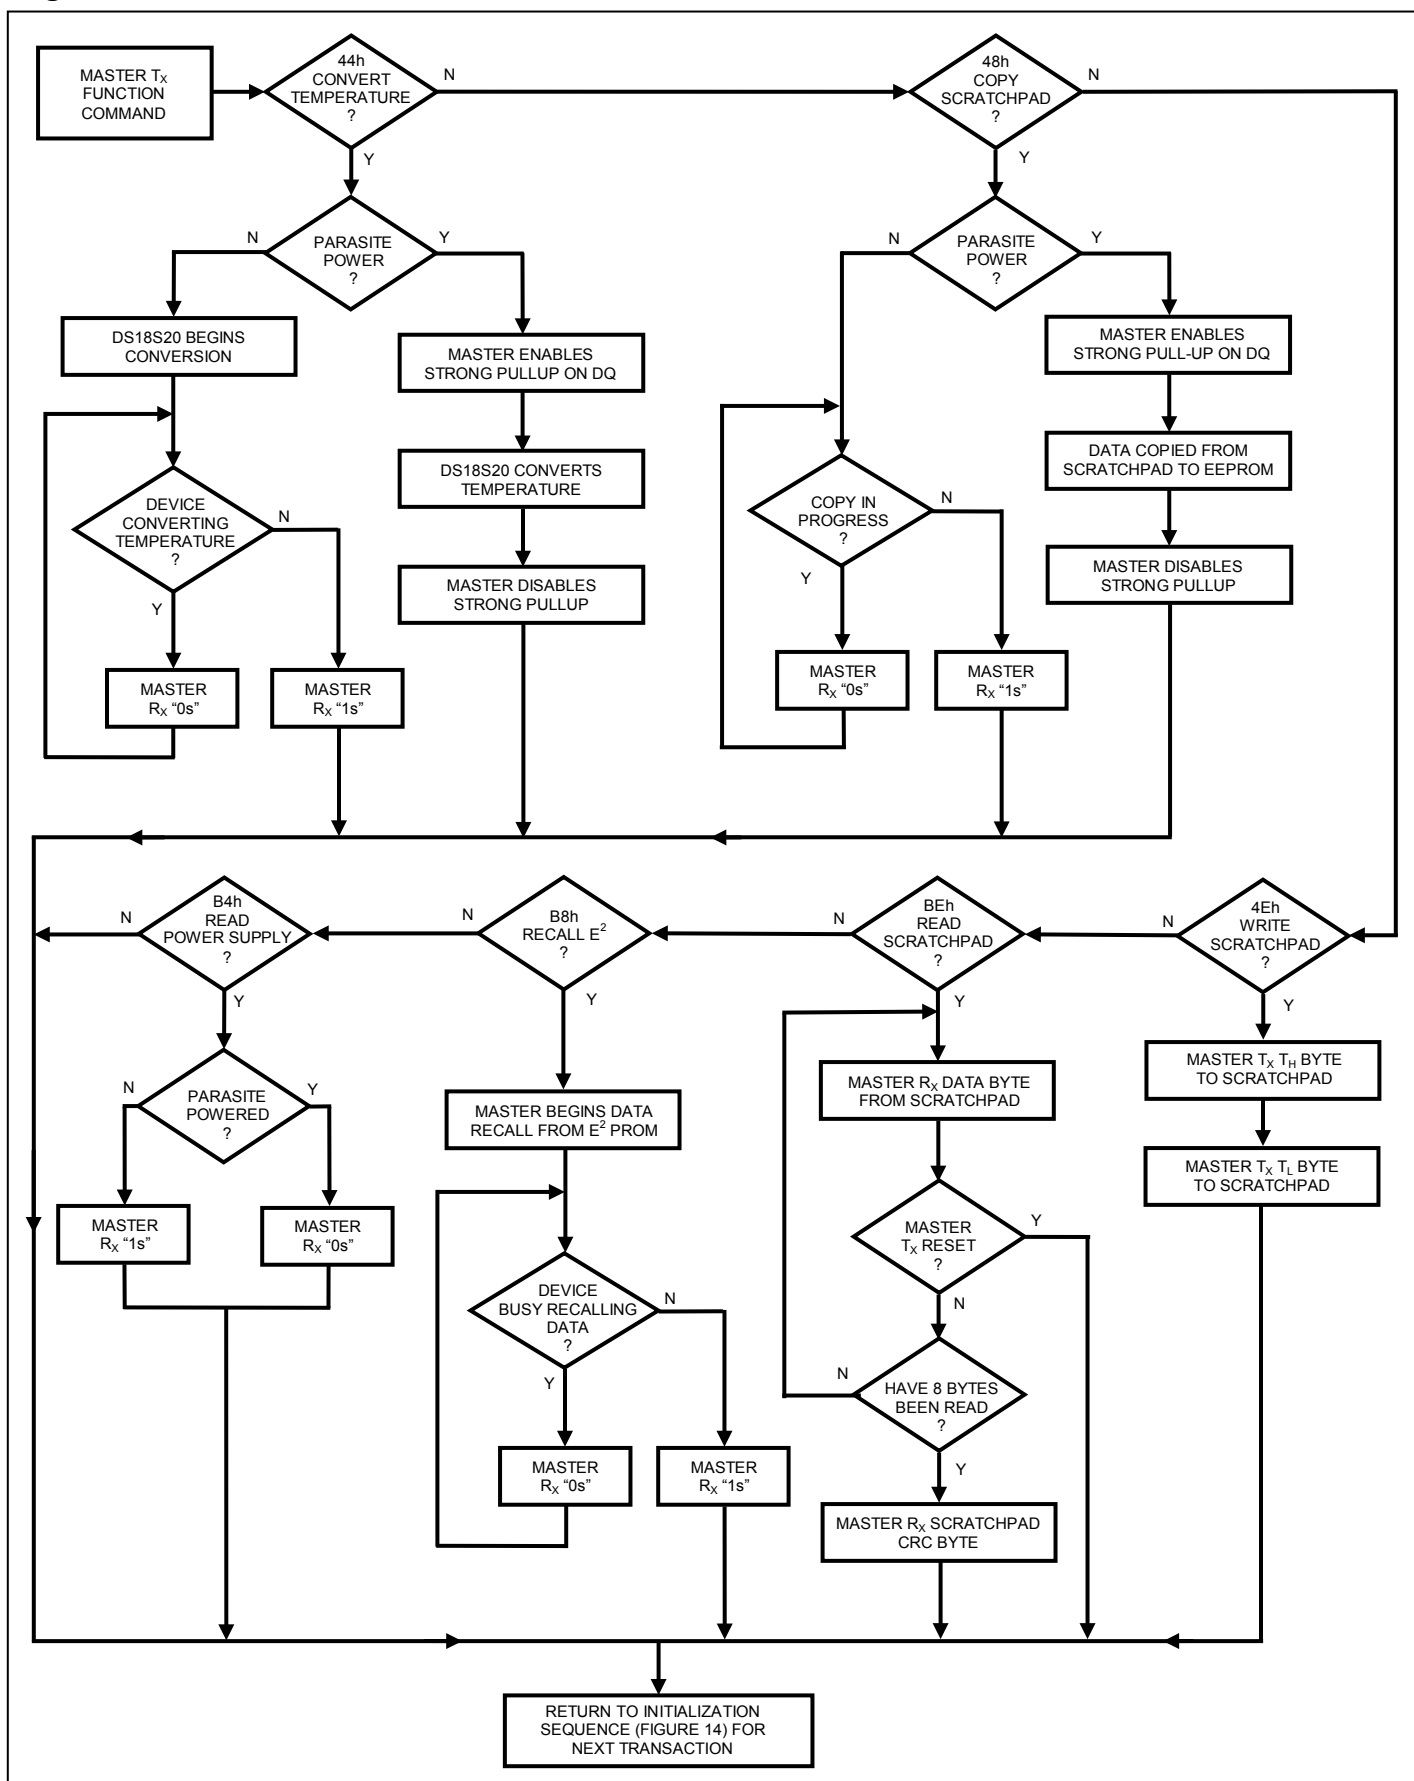 MASTER TX
FUNCTION
COMMAND
44h
CONVERT
TEMPERATURE
?
N
Y
48h
COPY
SCRATCHPAD
?
N
Y
PARASITE
POWER
?
N
Y
DS18S20 BEGINS
CONVERSION
MASTER ENABLES
STRONG PULLUP ON DQ
DS18S20 CONVERTS
TEMPERATURE
MASTER DISABLES
STRONG PULLUP
DEVICE
CONVERTING
TEMPERATURE
?
N
Y
MASTER
RX “0s”
MASTER
RX “1s”
PARASITE
POWER
?
N
Y
MASTER ENABLES
STRONG PULL-UP ON DQ
DATA COPIED FROM
SCRATCHPAD TO EEPROM
MASTER DISABLES
STRONG PULLUP
COPY IN
PROGRESS
?
N
Y
MASTER
RX “0s”
MASTER
RX “1s”
B4h
READ
POWER SUPPLY
?
N
Y
PARASITE
POWERED
?
N
Y
MASTER
RX “1s”
MASTER
RX “0s”
B8h
RECALL E2
?
N
Y
MASTER BEGINS DATA
RECALL FROM E2 PROM
DEVICE
BUSY RECALLING
DATA
?
N
Y
MASTER
RX “0s”
MASTER
RX “1s”
BEh
READ
SCRATCHPAD
?
N
Y
MASTER RX DATA BYTE
FROM SCRATCHPAD
MASTER
TX RESET
?
Y
N
HAVE 8 BYTES
BEEN READ
?
N
Y
MASTER RX SCRATCHPAD
CRC BYTE
4Eh
WRITE
SCRATCHPAD
?
N
Y
MASTER TX TH BYTE
TO SCRATCHPAD
MASTER TX TL BYTE
TO SCRATCHPAD
RETURN TO INITIALIZATION
SEQUENCE (FIGURE 14) FOR
NEXT TRANSACTION